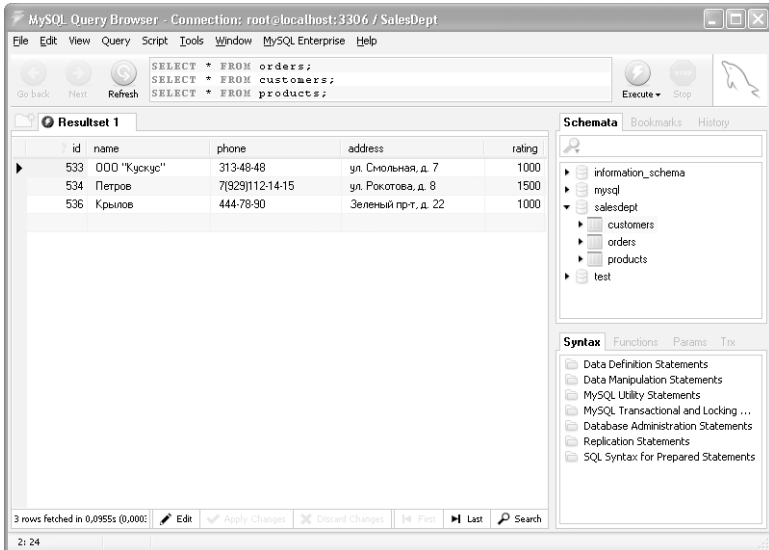 MySQL Query Browser - Connection: root@localhost:3306 / SalesDept
File Edit View Query Script Tools Window MySQL Enterprise Help
SELECT * FROM orders;
SELECT * FROM customers;
SELECT * FROM products;
Go back Next Refresh Execute Stop
Resultset 1
id name phone address rating
533 ООО "Кускус" 313-48-48 ул. Смольная, д. 7 1000
534 Петров 7(929)112-14-15 ул. Рокотова, д. 8 1500
536 Крылов 444-78-90 Зеленый пр-т, д. 22 1000
3 rows fetched in 0,0955s (0,000 Edit Apply Changes Discard Changes First Last Search
2: 24
Schemata Bookmarks History
information_schema
mysql
salesdept
customers
orders
products
test
Syntax Functions Params Trx
Data Definition Statements
Data Manipulation Statements
MySQL Utility Statements
MySQL Transactional and Locking ...
Database Administration Statements
Replication Statements
SQL Syntax for Prepared Statements